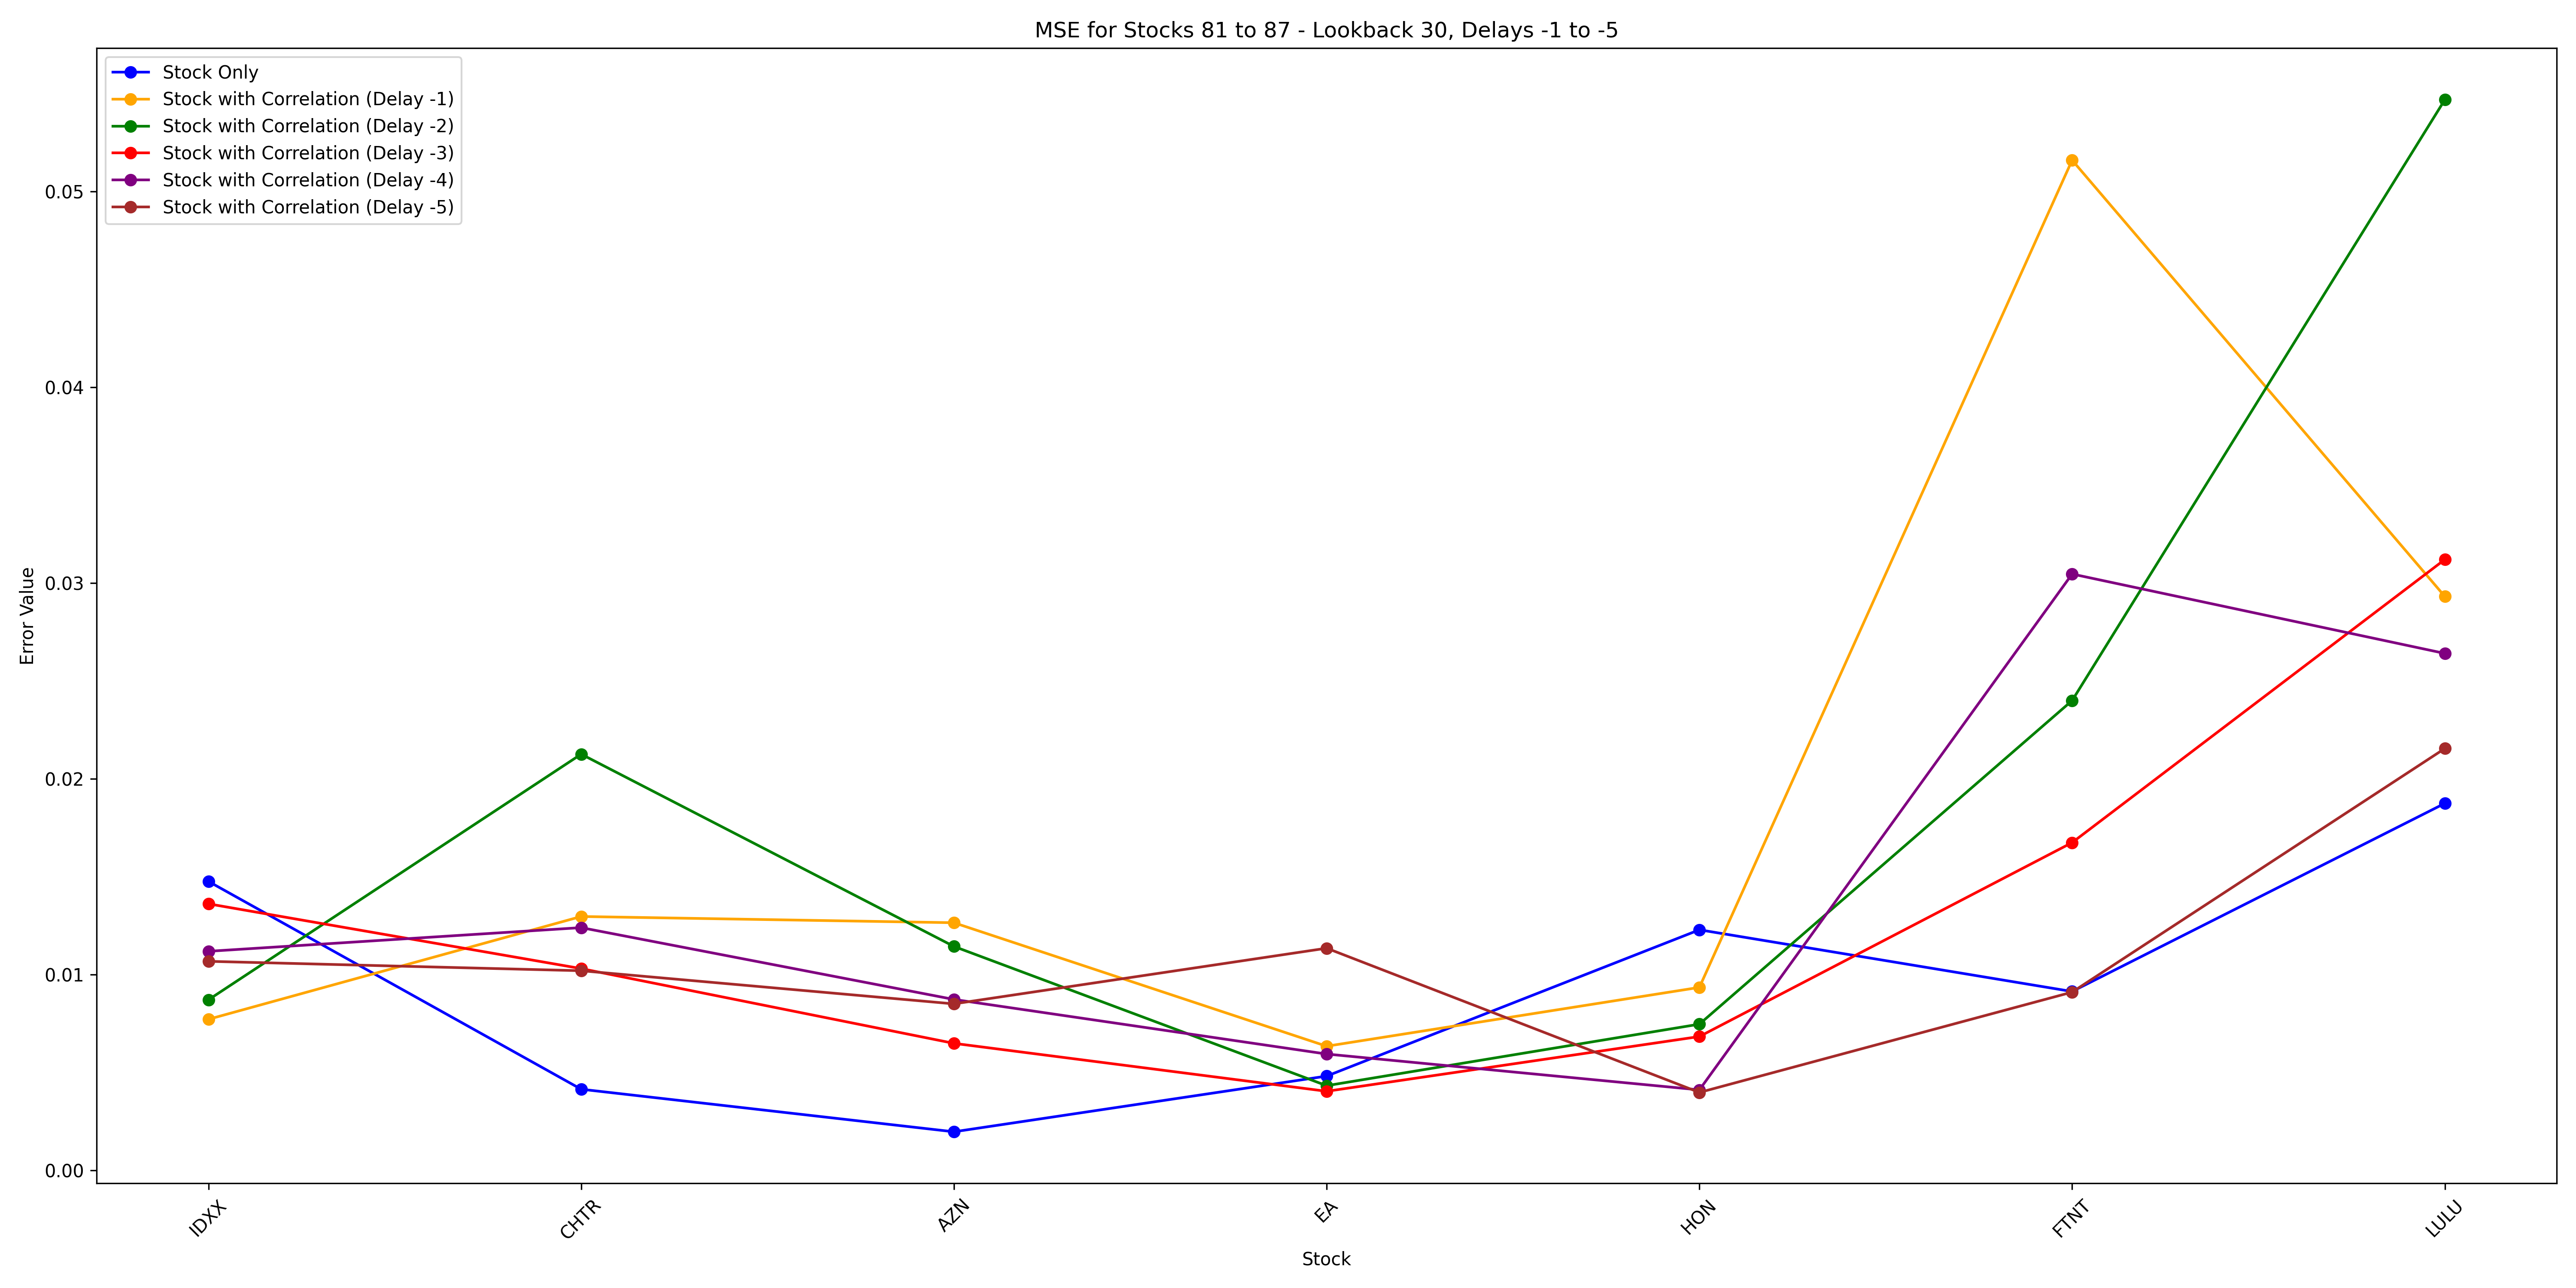 MSE for Stocks 81 to 87 - Lookback 30, Delays -1 to -5
Stock Only
Stock with Correlation (Delay -1)
Stock with Correlation (Delay -2)
Stock with Correlation (Delay -3)
Stock with Correlation (Delay -4)
Stock with Correlation (Delay -5)
Error Value
0.05
0.04
0.03
0.02
0.01
0.00
IDXX
CHTR
AZN
EA
HON
FTNT
LULU
Stock